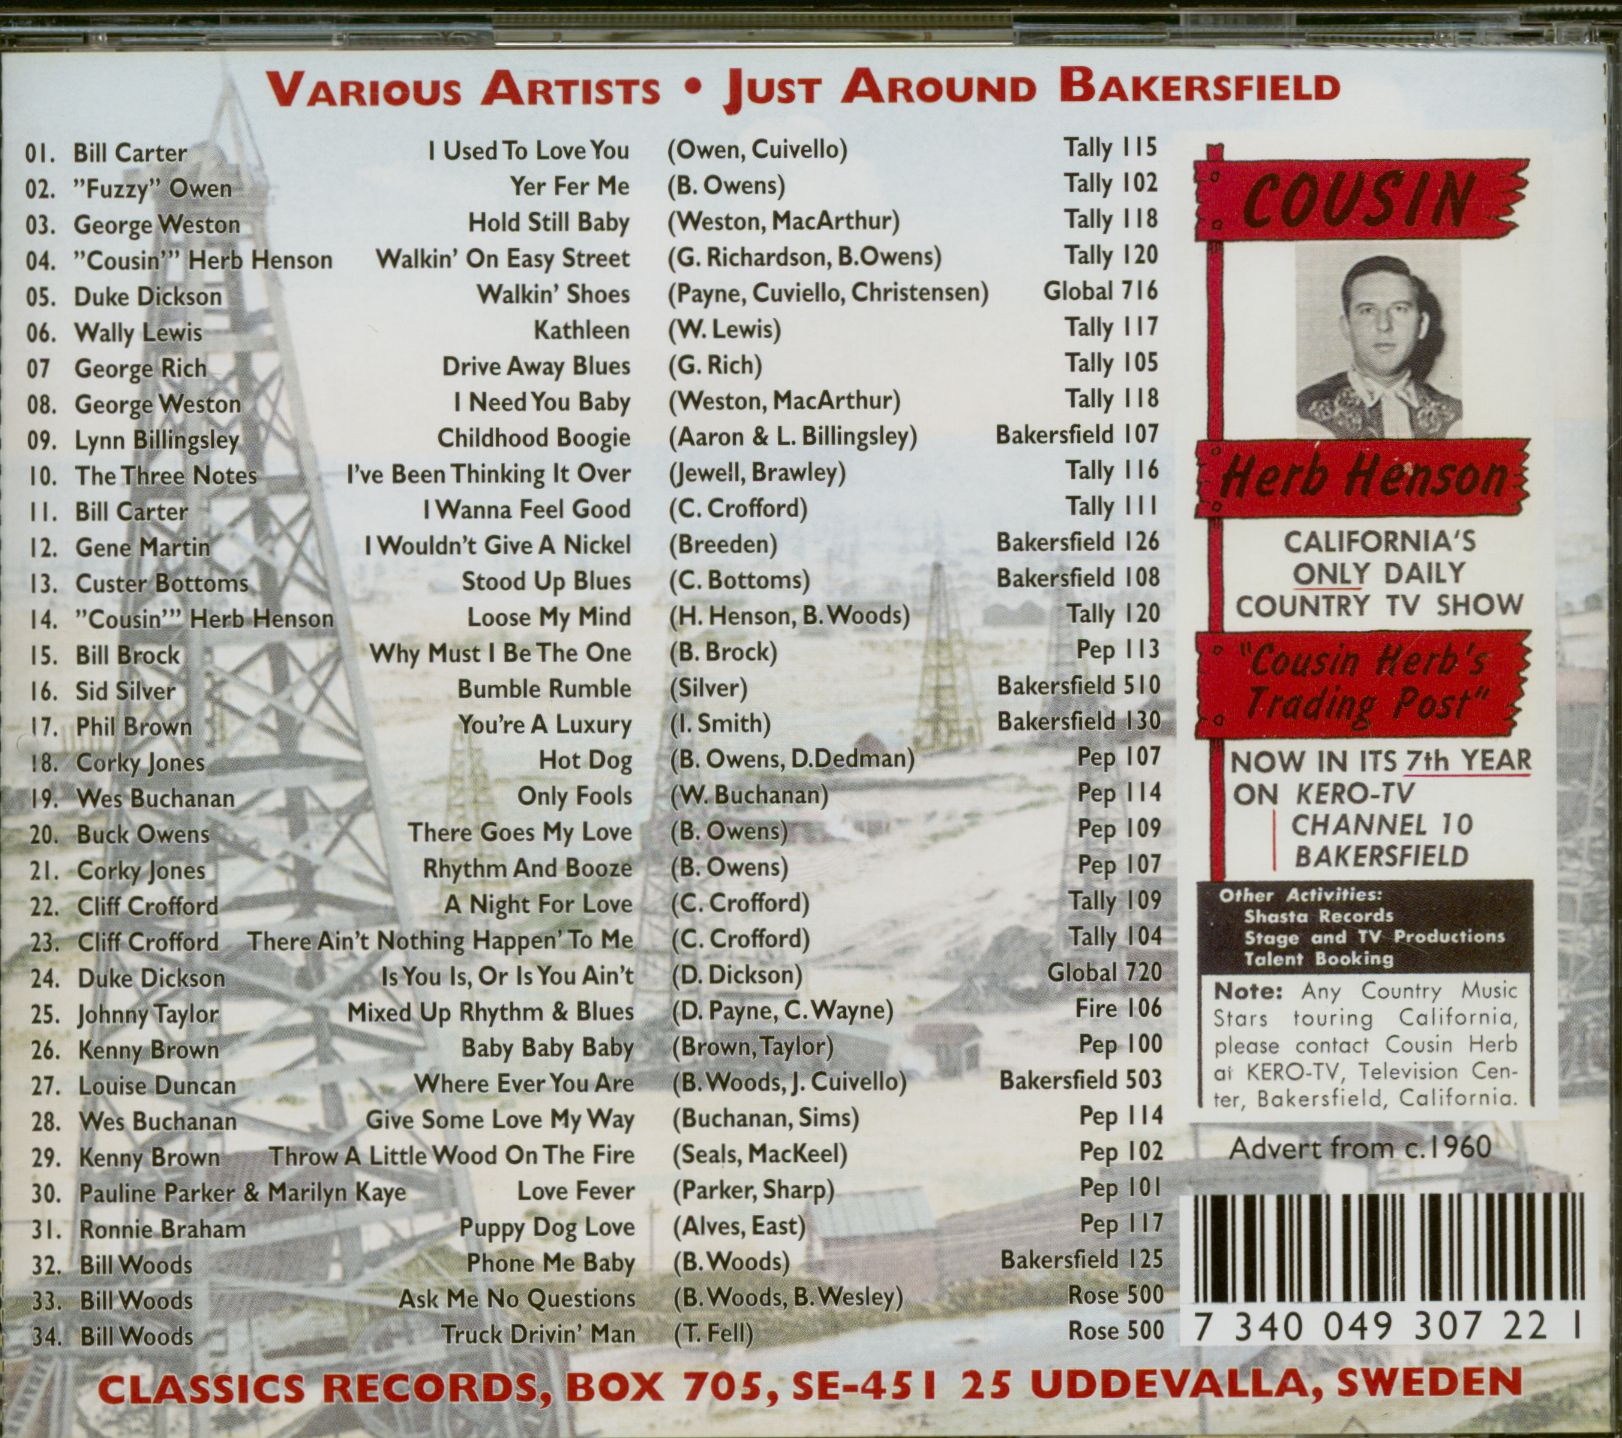 VARIOUS ARTISTS • JUST AROUND BAKERSFIELD
01. Bill Carter I Used To Love You (Owen, Cuivello) Tally 115
02. "Fuzzy" Owen Yer Fer Me (B. Owens) Tally 102
03. George Weston Hold Still Baby (Weston, MacArthur) Tally 118
04. "Cousin'" Herb Henson Walkin' On Easy Street (G. Richardson, B.Owens) Tally 120
05. Duke Dickson Walkin' Shoes (Payne, Cuviello, Christensen) Global 716
06. Wally Lewis Kathleen (W. Lewis) Tally 117
07 George Rich Drive Away Blues (G. Rich) Tally 105
08. George Weston I Need You Baby (Weston, MacArthur) Tally 118
09. Lynn Billingsley Childhood Boogie (Aaron & L. Billingsley) Bakersfield 107
10. The Three Notes I've Been Thinking It Over (Jewell, Brawley) Tally 116
11. Bill Carter I Wanna Feel Good (C. Crofford) Tally 111
12. Gene Martin I Wouldn't Give A Nickel (Breeden) Bakersfield 126
13. Custer Bottoms Stood Up Blues (C. Bottoms) Bakersfield 108
14. "Cousin'" Herb Henson Loose My Mind (H. Henson, B. Woods) Tally 120
15. Bill Brock Why Must I Be The One (B. Brock) Pep 113
16. Sid Silver Bumble Rumble (Silver) Bakersfield 510
17. Phil Brown You're A Luxury (I. Smith) Bakersfield 130
18. Corky Jones Hot Dog (B. Owens, D.Dedman) Pep 107
19. Wes Buchanan Only Fools (W. Buchanan) Pep 114
20. Buck Owens There Goes My Love (B. Owens) Pep 109
21. Corky Jones Rhythm And Booze (B. Owens) Pep 107
22. Cliff Crofford A Night For Love (C. Crofford) Tally 109
23. Cliff Crofford There Ain't Nothing Happen' To Me (C. Crofford) Tally 104
24. Duke Dickson Is You Is, Or Is You Ain't (D. Dickson) Global 720
25. Johnny Taylor Mixed Up Rhythm & Blues (D. Payne, C. Wayne) Fire 106
26. Kenny Brown Baby Baby Baby (Brown, Taylor) Pep 100
27. Louise Duncan Where Ever You Are (B. Woods, J. Cuivello) Bakersfield 503
28. Wes Buchanan Give Some Love My Way (Buchanan, Sims) Pep 114
29. Kenny Brown Throw A Little Wood On The Fire (Seals, MacKeel) Pep 102
30. Pauline Parker & Marilyn Kaye Love Fever (Parker, Sharp) Pep 101
31. Ronnie Braham Puppy Dog Love (Alves, East) Pep 117
32. Bill Woods Phone Me Baby (B. Woods) Bakersfield 125
33. Bill Woods Ask Me No Questions (B. Woods, B. Wesley) Rose 500
34. Bill Woods Truck Drivin' Man (T. Fell) Rose 500
COUSIN
Herb Henson
CALIFORNIA'S
ONLY DAILY
COUNTRY TV SHOW
"Cousin Herb's
Trading Post"
NOW IN ITS 7th YEAR
ON KERO-TV
CHANNEL 10
BAKERSFIELD
Other Activities:
Shasta Records
Stage and TV Productions
Talent Booking
Note: Any Country Music
Stars touring California,
please contact Cousin Herb
at KERO-TV, Television Cen-
ter, Bakersfield, California.
Advert from c.1960
7 340 049 307 22 1
CLASSICS RECORDS, BOX 705, SE-451 25 UDDEVALLA, SWEDEN